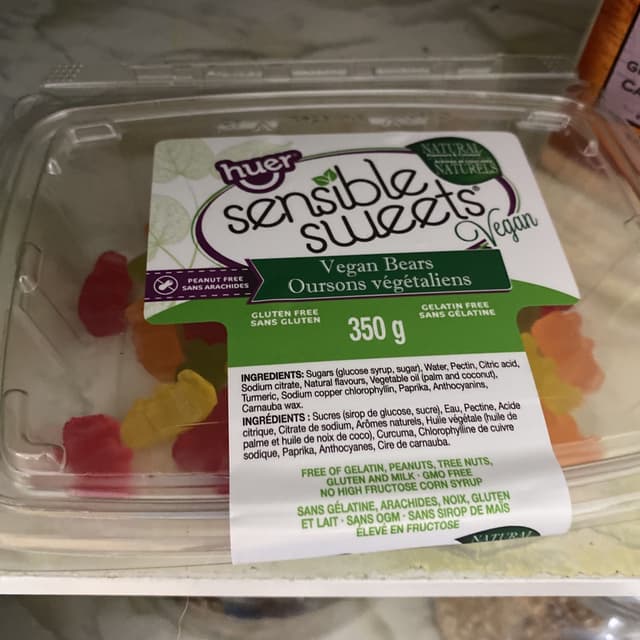 huer
NATURAL
NATURELS
sensible
sweets®
Vegan
PEANUT FREE
SANS ARACHIDES
Vegan Bears
Oursons végétaliens
GLUTEN FREE
SANS GLUTEN
350 g
GELATIN FREE
SANS GÉLATINE
INGREDIENTS: Sugars (glucose syrup, sugar), Water, Pectin, Citric acid,
Sodium citrate, Natural flavours, Vegetable oil (palm and coconut),
Turmeric, Sodium copper chlorophyllin, Paprika, Anthocyanins,
Carnauba wax.
INGRÉDIENTS : Sucres (sirop de glucose, sucre), Eau, Pectine, Acide
citrique, Citrate de sodium, Arômes naturels, Huile végétale (huile de
palme et huile de noix de coco), Curcuma, Chlorophylline de cuivre
sodique, Paprika, Anthocyanes, Cire de carnauba.
FREE OF GELATIN, PEANUTS, TREE NUTS,
GLUTEN AND MILK · GMO FREE
NO HIGH FRUCTOSE CORN SYRUP
SANS GÉLATINE, ARACHIDES, NOIX, GLUTEN
ET LAIT · SANS OGM · SANS SIROP DE MAÏS
ÉLEVÉ EN FRUCTOSE
NATURAL